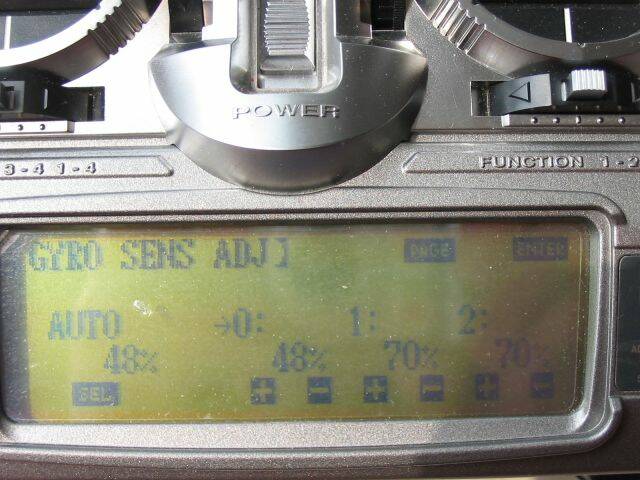 POWER
3-4 1-4
FUNCTION 1-2
GYRO SENS ADJ] PAGE ENTER
AUTO →0: 1: 2:
48% 48% 70% 70%
SEL + - + - + -